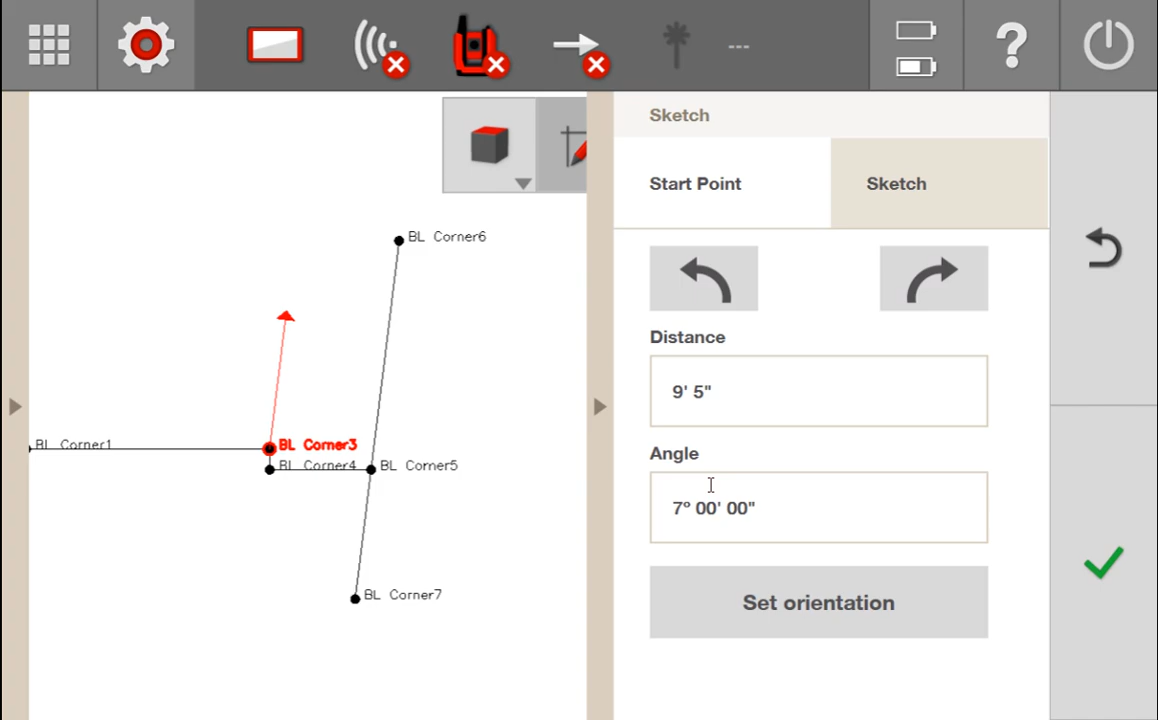 ---
Sketch
Start Point
Sketch
BL Corner6
Distance
9' 5"
BL Corner1
BL Corner3
BL Corner4
BL Corner5
Angle
7º 00' 00"
BL Corner7
Set orientation